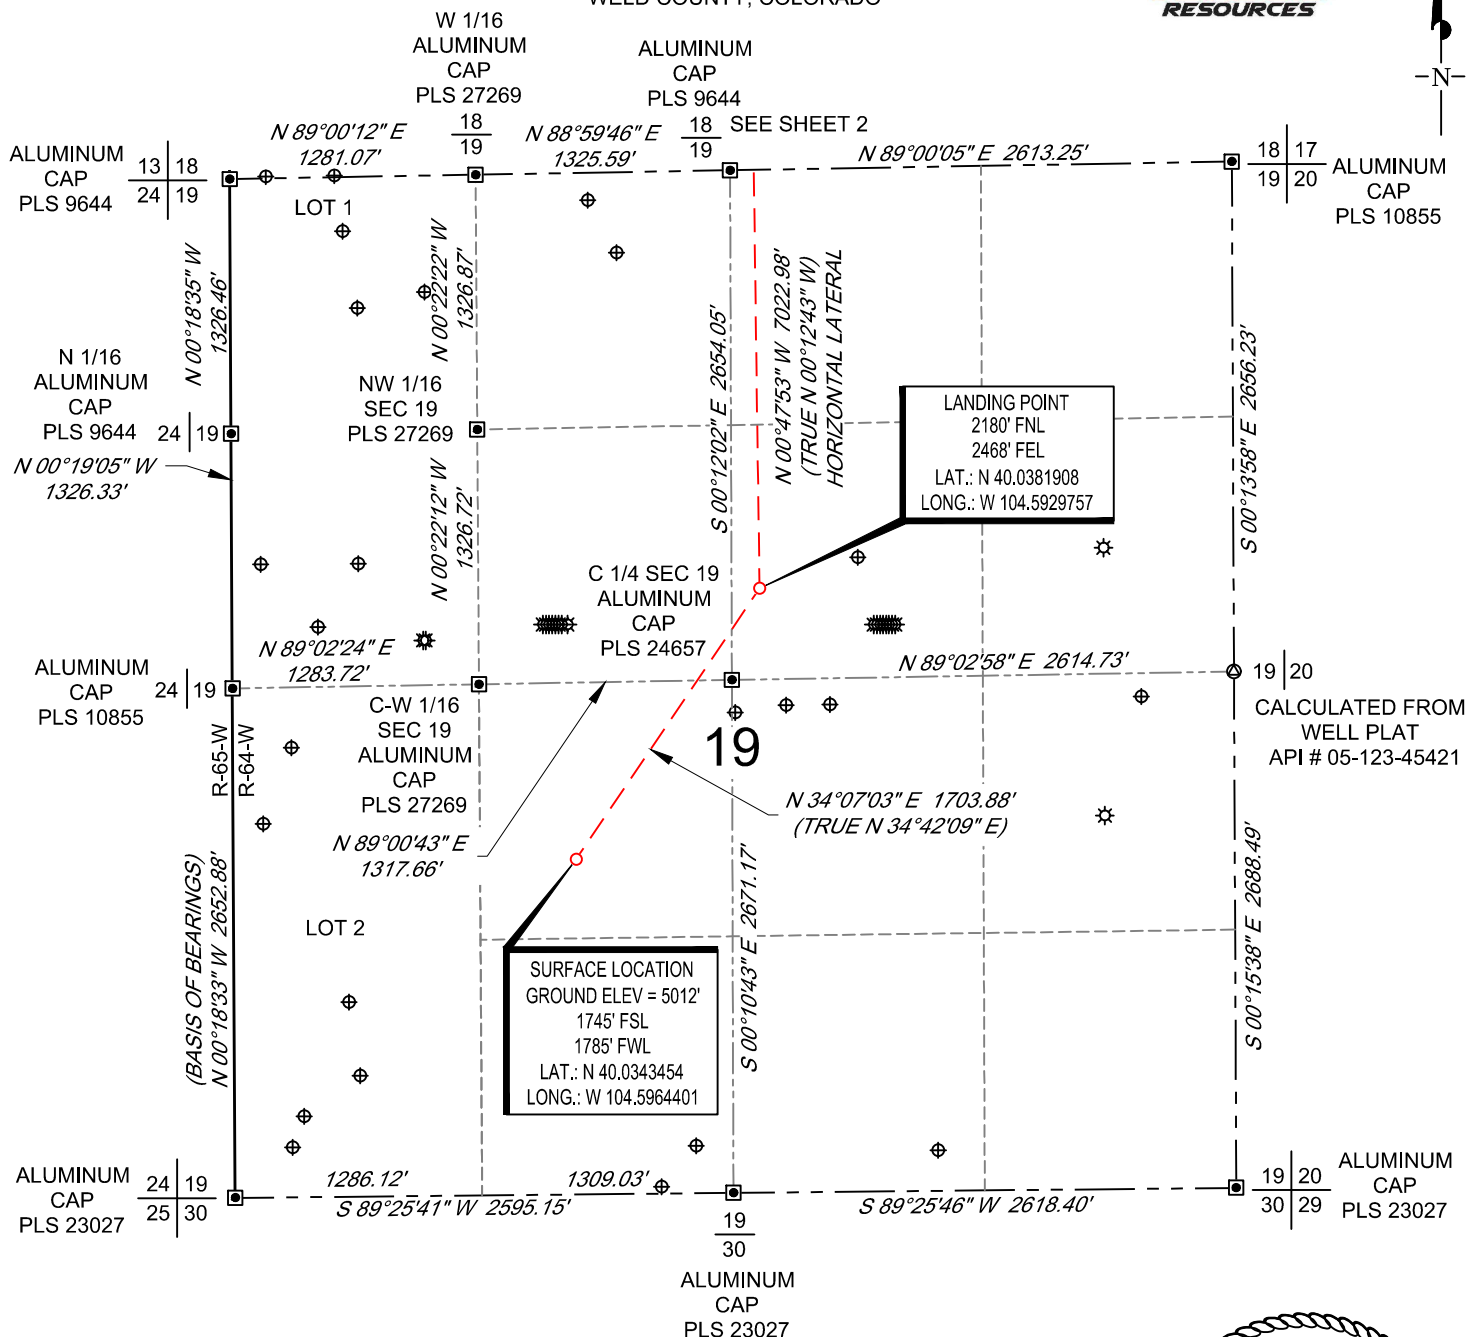 WELD COUNTY, COLORADO
RESOURCES
N
W 1/16
ALUMINUM
CAP
PLS 27269
18
19
ALUMINUM
CAP
PLS 9644
18
19
SEE SHEET 2
N 89°00'12" E
1281.07'
N 88°59'46" E
1325.59'
N 89°00'05" E 2613.25'
ALUMINUM
CAP
PLS 9644
13 18
24 19
18 17
19 20
ALUMINUM
CAP
PLS 10855
LOT 1
N 00°18'35" W
1326.46'
N 00°22'22" W
1326.87'
S 00°12'02" E 2654.05'
N 00°47'53" W 7022.98'
(TRUE N 00°12'43" W)
HORIZONTAL LATERAL
S 00°13'58" E 2656.23'
N 1/16
ALUMINUM
CAP
PLS 9644
24 19
N 00°19'05" W
1326.33'
NW 1/16
SEC 19
PLS 27269
N 00°22'12" W
1326.72'
LANDING POINT
2180' FNL
2468' FEL
LAT.: N 40.0381908
LONG.: W 104.5929757
C 1/4 SEC 19
ALUMINUM
CAP
PLS 24657
N 89°02'24" E
1283.72'
N 89°02'58" E 2614.73'
ALUMINUM
CAP
PLS 10855
24 19
19 20
CALCULATED FROM
WELL PLAT
API # 05-123-45421
R-65-W
R-64-W
C-W 1/16
SEC 19
ALUMINUM
CAP
PLS 27269
19
N 34°07'03" E 1703.88'
(TRUE N 34°42'09" E)
N 89°00'43" E
1317.66'
(BASIS OF BEARINGS)
N 00°18'33" W 2652.88'
LOT 2
S 00°10'43" E 2671.17'
S 00°15'38" E 2688.49'
SURFACE LOCATION
GROUND ELEV = 5012'
1745' FSL
1785' FWL
LAT.: N 40.0343454
LONG.: W 104.5964401
ALUMINUM
CAP
PLS 23027
24 19
25 30
1286.12'
1309.03'
S 89°25'41" W 2595.15'
S 89°25'46" W 2618.40'
19
30
ALUMINUM
CAP
PLS 23027
19 20
30 29
ALUMINUM
CAP
PLS 23027